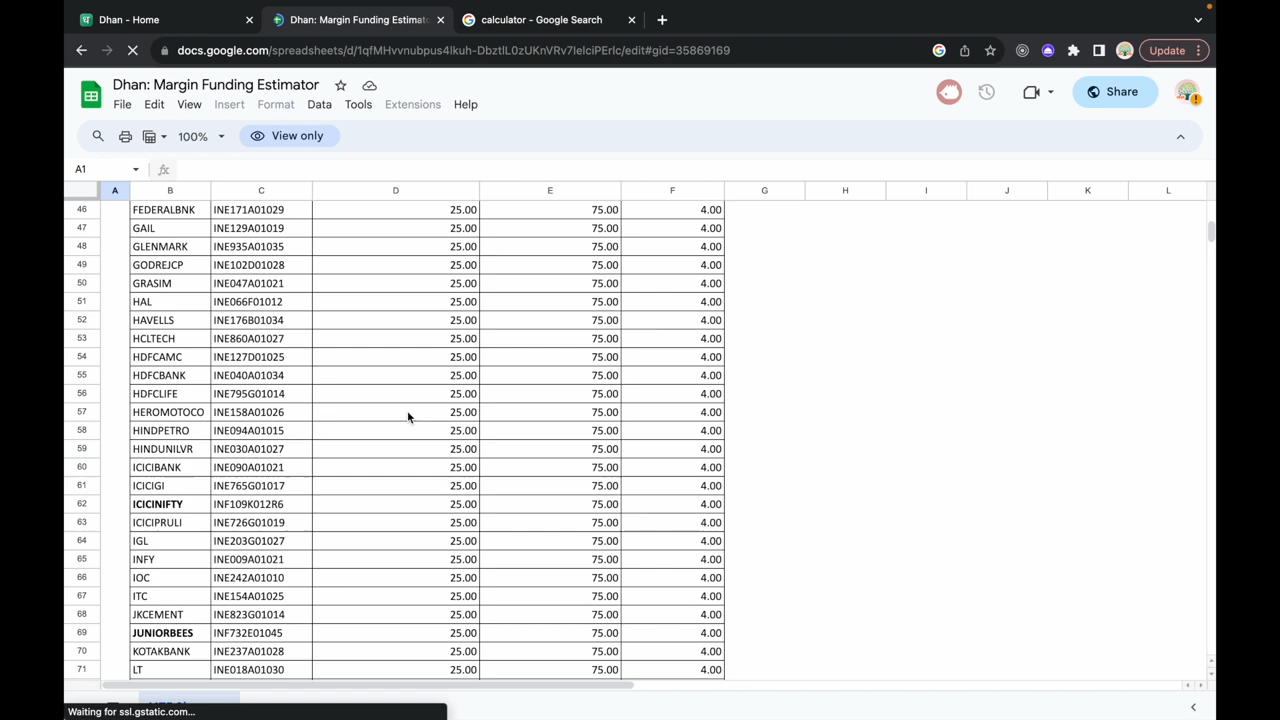 Dhan - Home
Dhan: Margin Funding Estimato
calculator - Google Search
docs.google.com/spreadsheets/d/1qfMHvvnubpus4lkuh-DbztlL0zUKnVRv7lelciPErlc/edit#gid=35869169
Update
Dhan: Margin Funding Estimator
File Edit View Insert Format Data Tools Extensions Help
Share
100% View only
A1 fx
A B C D E F G H I J K L
46 FEDERALBNK INE171A01029 25.00 75.00 4.00
47 GAIL INE129A01019 25.00 75.00 4.00
48 GLENMARK INE935A01035 25.00 75.00 4.00
49 GODREJCP INE102D01028 25.00 75.00 4.00
50 GRASIM INE047A01021 25.00 75.00 4.00
51 HAL INE066F01012 25.00 75.00 4.00
52 HAVELLS INE176B01034 25.00 75.00 4.00
53 HCLTECH INE860A01027 25.00 75.00 4.00
54 HDFCAMC INE127D01025 25.00 75.00 4.00
55 HDFCBANK INE040A01034 25.00 75.00 4.00
56 HDFCLIFE INE795G01014 25.00 75.00 4.00
57 HEROMOTOCO INE158A01026 25.00 75.00 4.00
58 HINDPETRO INE094A01015 25.00 75.00 4.00
59 HINDUNILVR INE030A01027 25.00 75.00 4.00
60 ICICIBANK INE090A01021 25.00 75.00 4.00
61 ICICIGI INE765G01017 25.00 75.00 4.00
62 ICICINIFTY INF109K012R6 25.00 75.00 4.00
63 ICICIPRULI INE726G01019 25.00 75.00 4.00
64 IGL INE203G01027 25.00 75.00 4.00
65 INFY INE009A01021 25.00 75.00 4.00
66 IOC INE242A01010 25.00 75.00 4.00
67 ITC INE154A01025 25.00 75.00 4.00
68 JKCEMENT INE823G01014 25.00 75.00 4.00
69 JUNIORBEES INF732E01045 25.00 75.00 4.00
70 KOTAKBANK INE237A01028 25.00 75.00 4.00
71 LT INE018A01030 25.00 75.00 4.00
Waiting for ssl.gstatic.com...